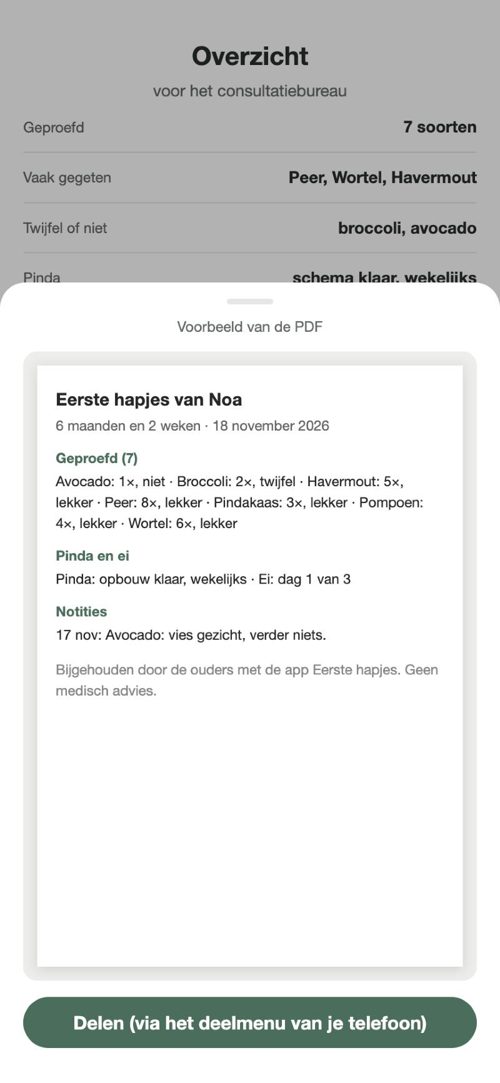 Overzicht
voor het consultatiebureau
Geproefd 7 soorten
Vaak gegeten Peer, Wortel, Havermout
Twijfel of niet broccoli, avocado
Pinda schema klaar, wekelijks
Voorbeeld van de PDF
Eerste hapjes van Noa
6 maanden en 2 weken · 18 november 2026
Geproefd (7)
Avocado: 1×, niet · Broccoli: 2×, twijfel · Havermout: 5×,
lekker · Peer: 8×, lekker · Pindakaas: 3×, lekker · Pompoen:
4×, lekker · Wortel: 6×, lekker
Pinda en ei
Pinda: opbouw klaar, wekelijks · Ei: dag 1 van 3
Notities
17 nov: Avocado: vies gezicht, verder niets.
Bijgehouden door de ouders met de app Eerste hapjes. Geen
medisch advies.
Delen (via het deelmenu van je telefoon)